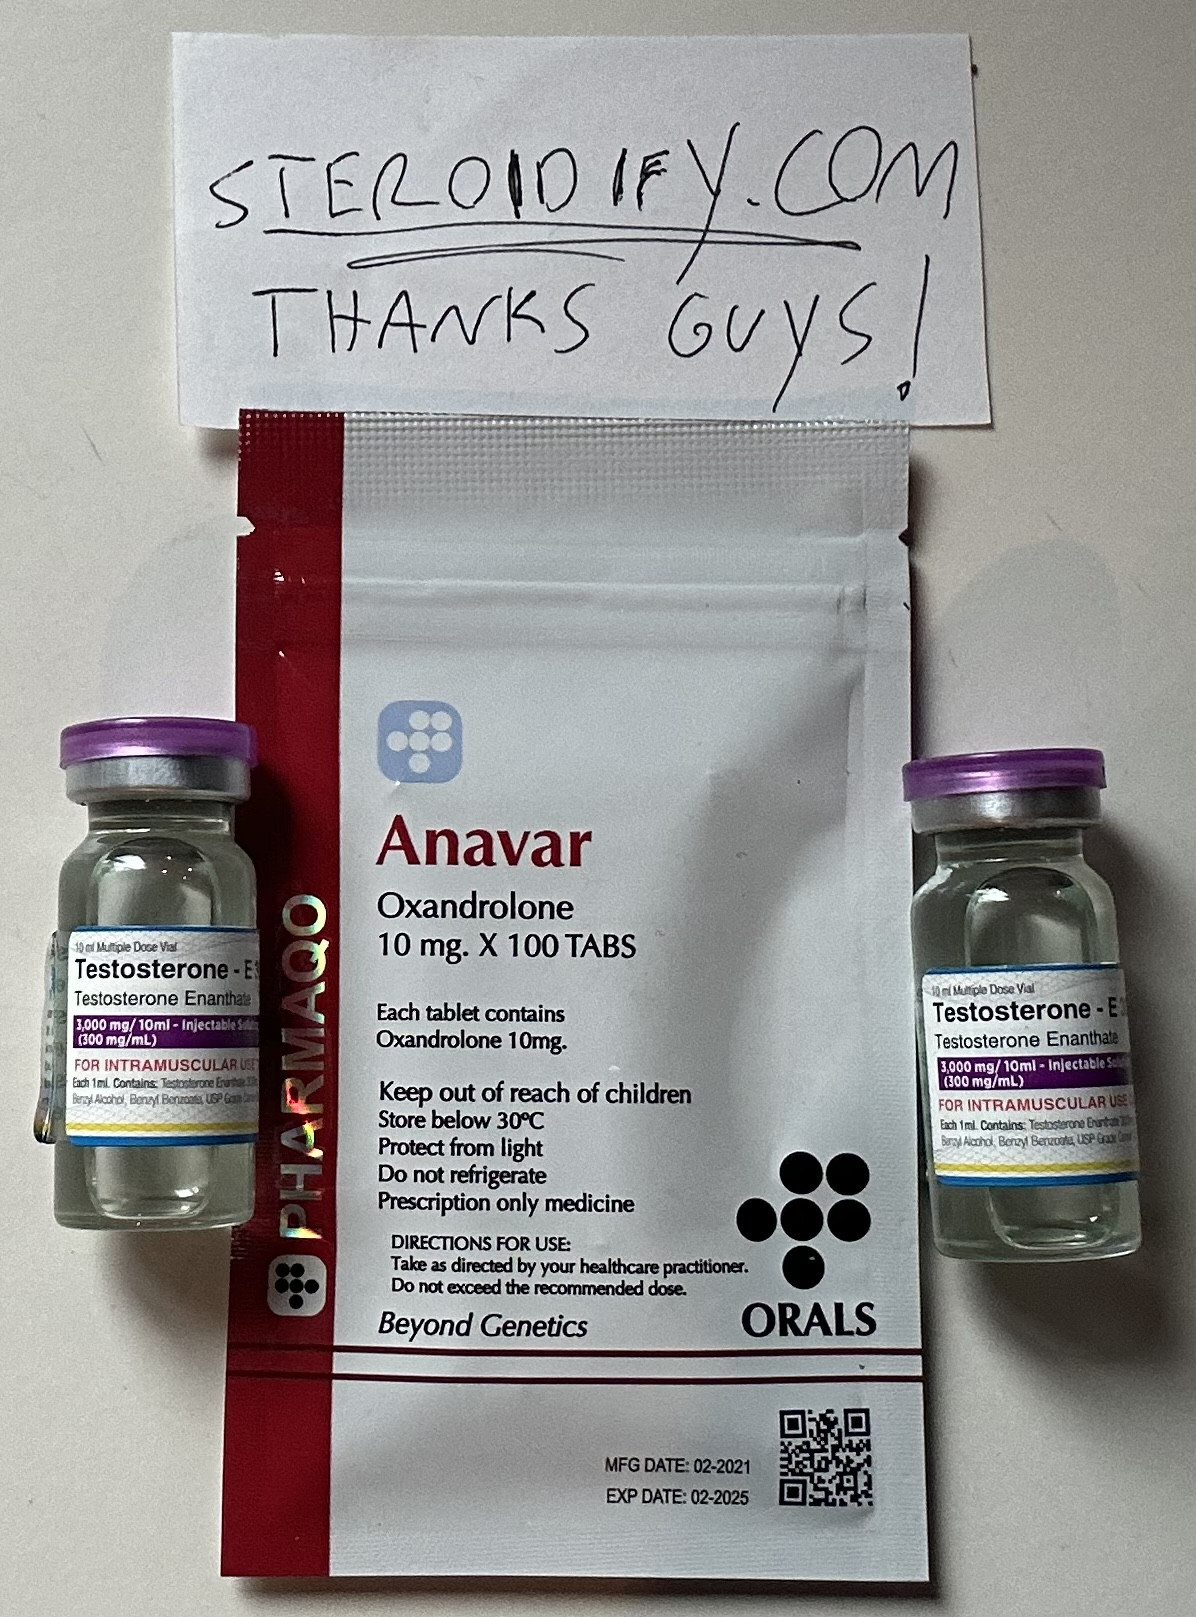 STEROIDIFY.COM
THANKS GUYS!
PHARMAQO
Anavar
Oxandrolone
10 mg. X 100 TABS
Each tablet contains
Oxandrolone 10mg.
Keep out of reach of children
Store below 30ºC
Protect from light
Do not refrigerate
Prescription only medicine
DIRECTIONS FOR USE:
Take as directed by your healthcare practitioner.
Do not exceed the recommended dose.
Beyond Genetics
ORALS
MFG DATE: 02-2021
EXP DATE: 02-2025
10 ml Multiple Dose Vial
Testosterone - E
Testosterone Enanthate
3,000 mg/10ml - Injectable
(300 mg/mL)
FOR INTRAMUSCULAR USE
Each 1ml. Contains: Testosterone Enanthate
Benzyl Alcohol, Benzyl Benzoate, USP Grade
10 ml Multiple Dose Vial
Testosterone - E
Testosterone Enanthate
3,000 mg/10ml - Injectable
(300 mg/mL)
FOR INTRAMUSCULAR USE
Each 1ml. Contains: Testosterone Enanthate
Benzyl Alcohol, Benzyl Benzoate, USP Grade